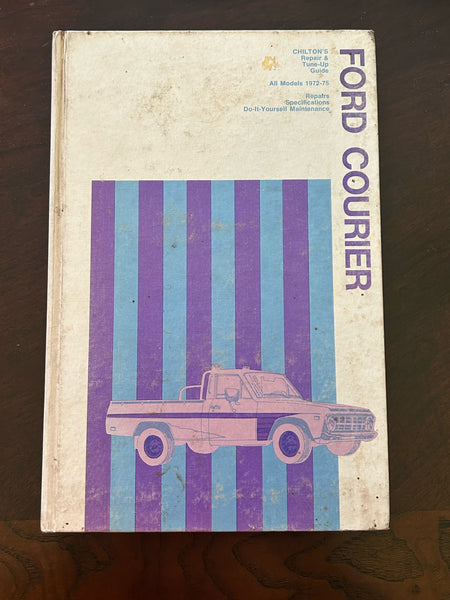 CHILTON'S
Repair &
Tune-Up
Guide
All Models 1972-75
Repairs
Specifications
Do-It-Yourself Maintenance
FORD COURIER